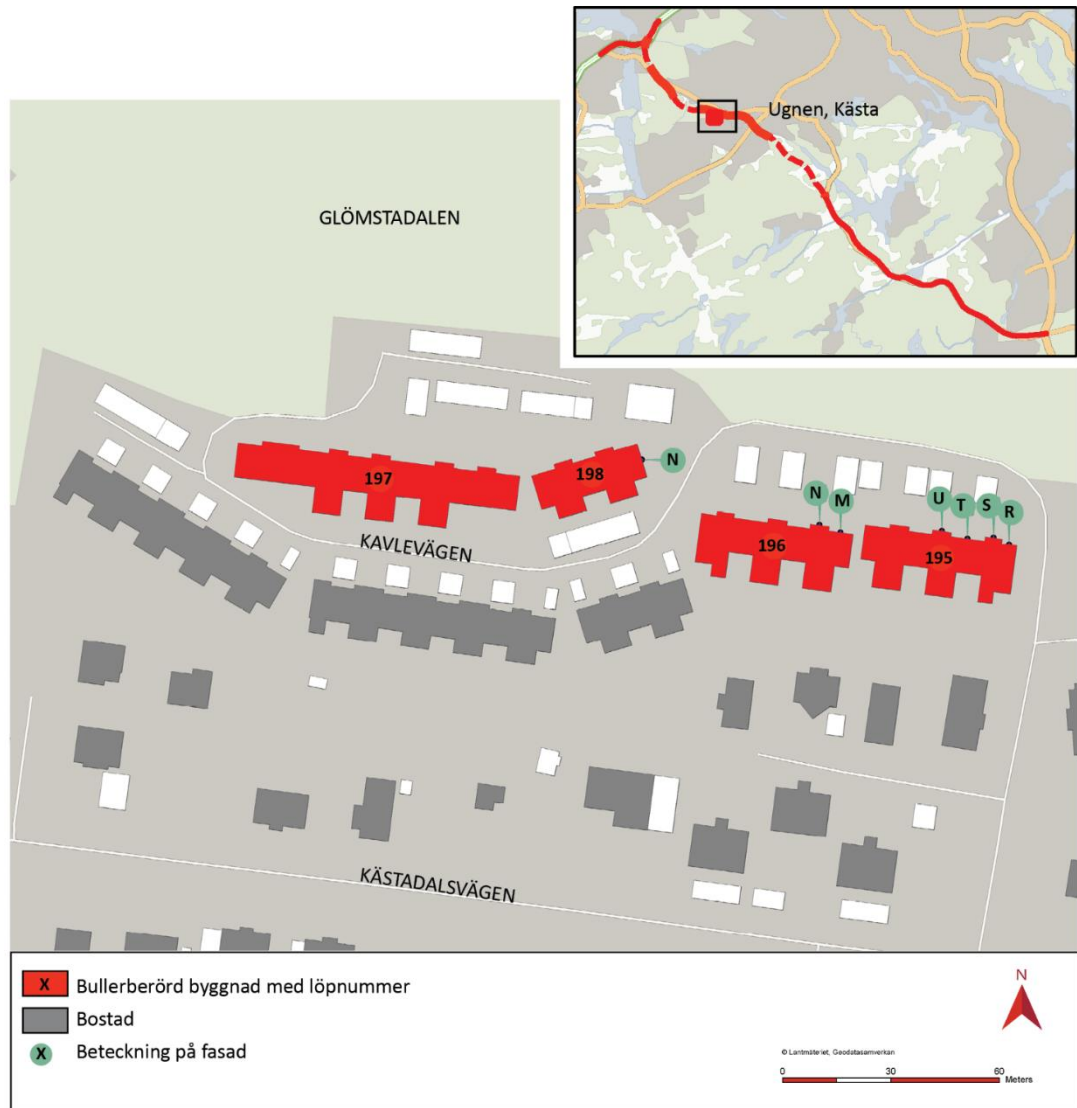 Ugnen, Kästa
GLÖMSTADALEN
N
198
197
N
M
U
T
S
R
196
195
KAVLEVÄGEN
KÄSTADALSVÄGEN
X Bullerberörd byggnad med löpnummer
Bostad
X Beteckning på fasad
N
© Lantmäteriet, Geodatasamverkan
0 30 60
Meters